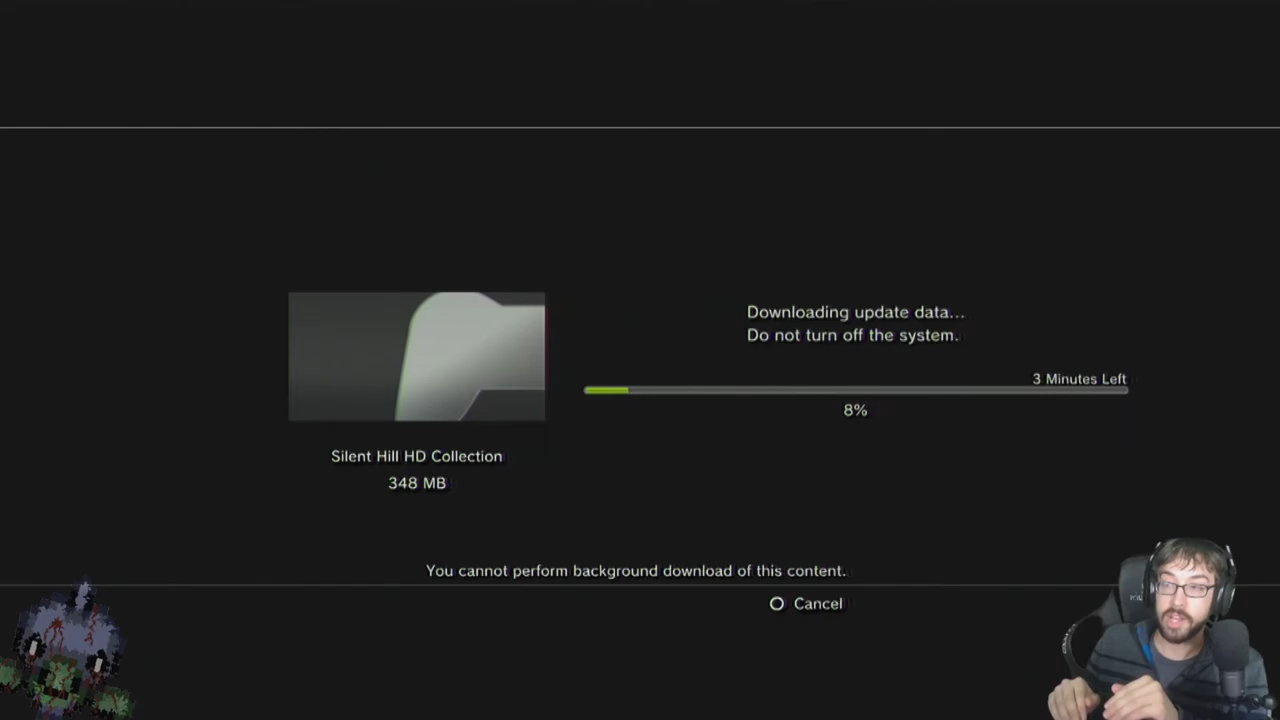 Downloading update data...
Do not turn off the system.
3 Minutes Left
8%
Silent Hill HD Collection
348 MB
You cannot perform background download of this content.
Cancel